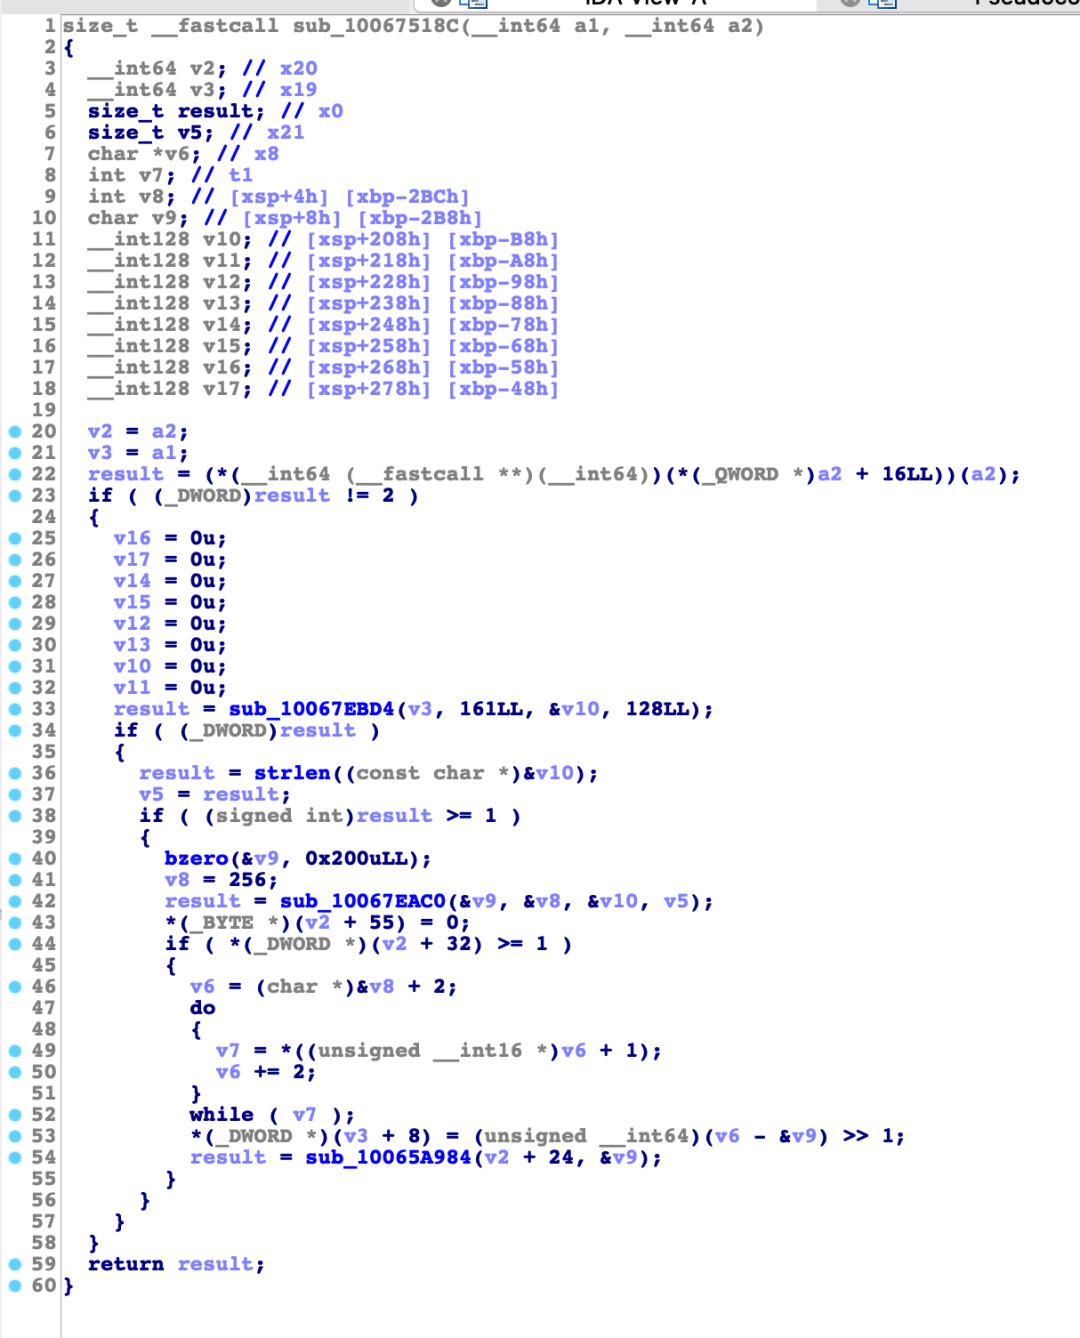 IDA View-A
1 size_t __fastcall sub_10067518C(__int64 a1, __int64 a2)
2 {
3   __int64 v2; // x20
4   __int64 v3; // x19
5   size_t result; // x0
6   size_t v5; // x21
7   char *v6; // x8
8   int v7; // t1
9   int v8; // [xsp+4h] [xbp-2BCh]
10   char v9; // [xsp+8h] [xbp-2B8h]
11   __int128 v10; // [xsp+208h] [xbp-B8h]
12   __int128 v11; // [xsp+218h] [xbp-A8h]
13   __int128 v12; // [xsp+228h] [xbp-98h]
14   __int128 v13; // [xsp+238h] [xbp-88h]
15   __int128 v14; // [xsp+248h] [xbp-78h]
16   __int128 v15; // [xsp+258h] [xbp-68h]
17   __int128 v16; // [xsp+268h] [xbp-58h]
18   __int128 v17; // [xsp+278h] [xbp-48h]
19
20   v2 = a2;
21   v3 = a1;
22   result = (*(__int64 (__fastcall **)(__int64))(*(_QWORD *)a2 + 16LL))(a2);
23   if ( (_DWORD)result != 2 )
24   {
25     v16 = 0u;
26     v17 = 0u;
27     v14 = 0u;
28     v15 = 0u;
29     v12 = 0u;
30     v13 = 0u;
31     v10 = 0u;
32     v11 = 0u;
33     result = sub_10067EBD4(v3, 161LL, &v10, 128LL);
34     if ( (_DWORD)result )
35     {
36       result = strlen((const char *)&v10);
37       v5 = result;
38       if ( (signed int)result >= 1 )
39       {
40         bzero(&v9, 0x200uLL);
41         v8 = 256;
42         result = sub_10067EAC0(&v9, &v8, &v10, v5);
43         *(_BYTE *)(v2 + 55) = 0;
44         if ( *(_DWORD *)(v2 + 32) >= 1 )
45         {
46           v6 = (char *)&v8 + 2;
47           do
48           {
49             v7 = *((unsigned __int16 *)v6 + 1);
50             v6 += 2;
51           }
52           while ( v7 );
53           *(_DWORD *)(v3 + 8) = (unsigned __int64)(v6 - &v9) >> 1;
54           result = sub_10065A984(v2 + 24, &v9);
55         }
56       }
57     }
58   }
59   return result;
60 }